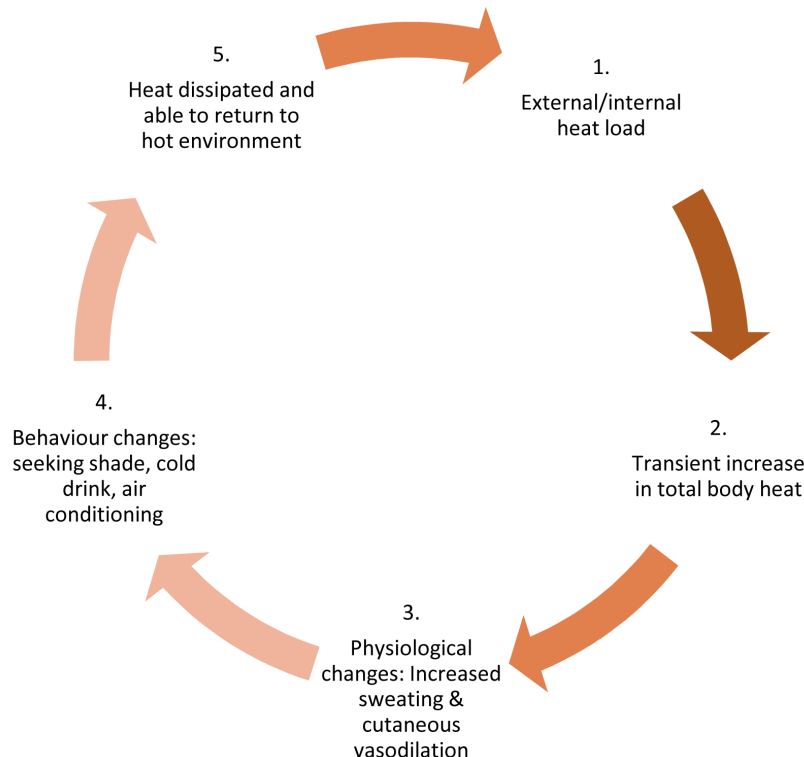 1.
External/internal
heat load
2.
Transient increase
in total body heat
3.
Physiological
changes: Increased
sweating &
cutaneous
vasodilation
4.
Behaviour changes:
seeking shade, cold
drink, air
conditioning
5.
Heat dissipated and
able to return to
hot environment